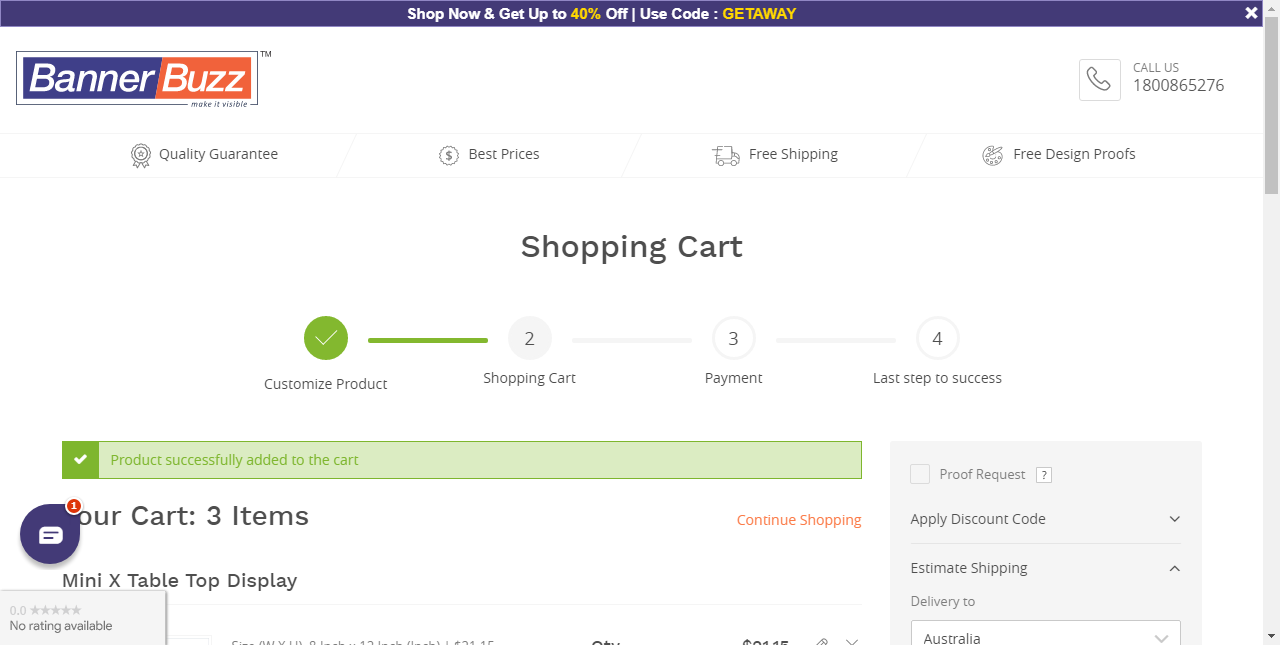 Shop Now & Get Up to 40% Off | Use Code : GETAWAY
BannerBuzz TM
make it visible
CALL US
1800865276
Quality Guarantee
Best Prices
Free Shipping
Free Design Proofs
Shopping Cart
2
3
4
Customize Product
Shopping Cart
Payment
Last step to success
Product successfully added to the cart
Proof Request ?
1
our Cart: 3 Items
Continue Shopping
Apply Discount Code
Mini X Table Top Display
Estimate Shipping
Delivery to
0.0
No rating available
Size (W X H): 8 Inch x 12 Inch (Inch) | $21.15
Qty
$21.15
Australia